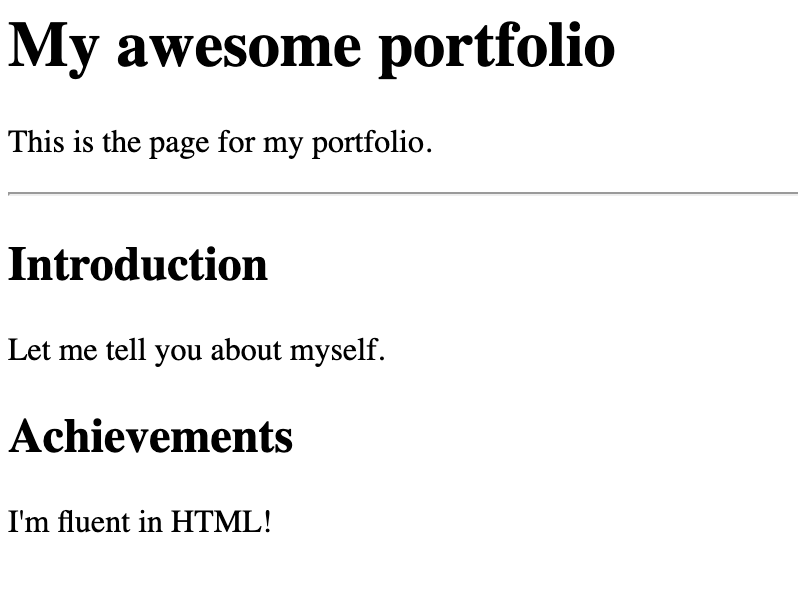 My awesome portfolio
This is the page for my portfolio.
Introduction
Let me tell you about myself.
Achievements
I'm fluent in HTML!